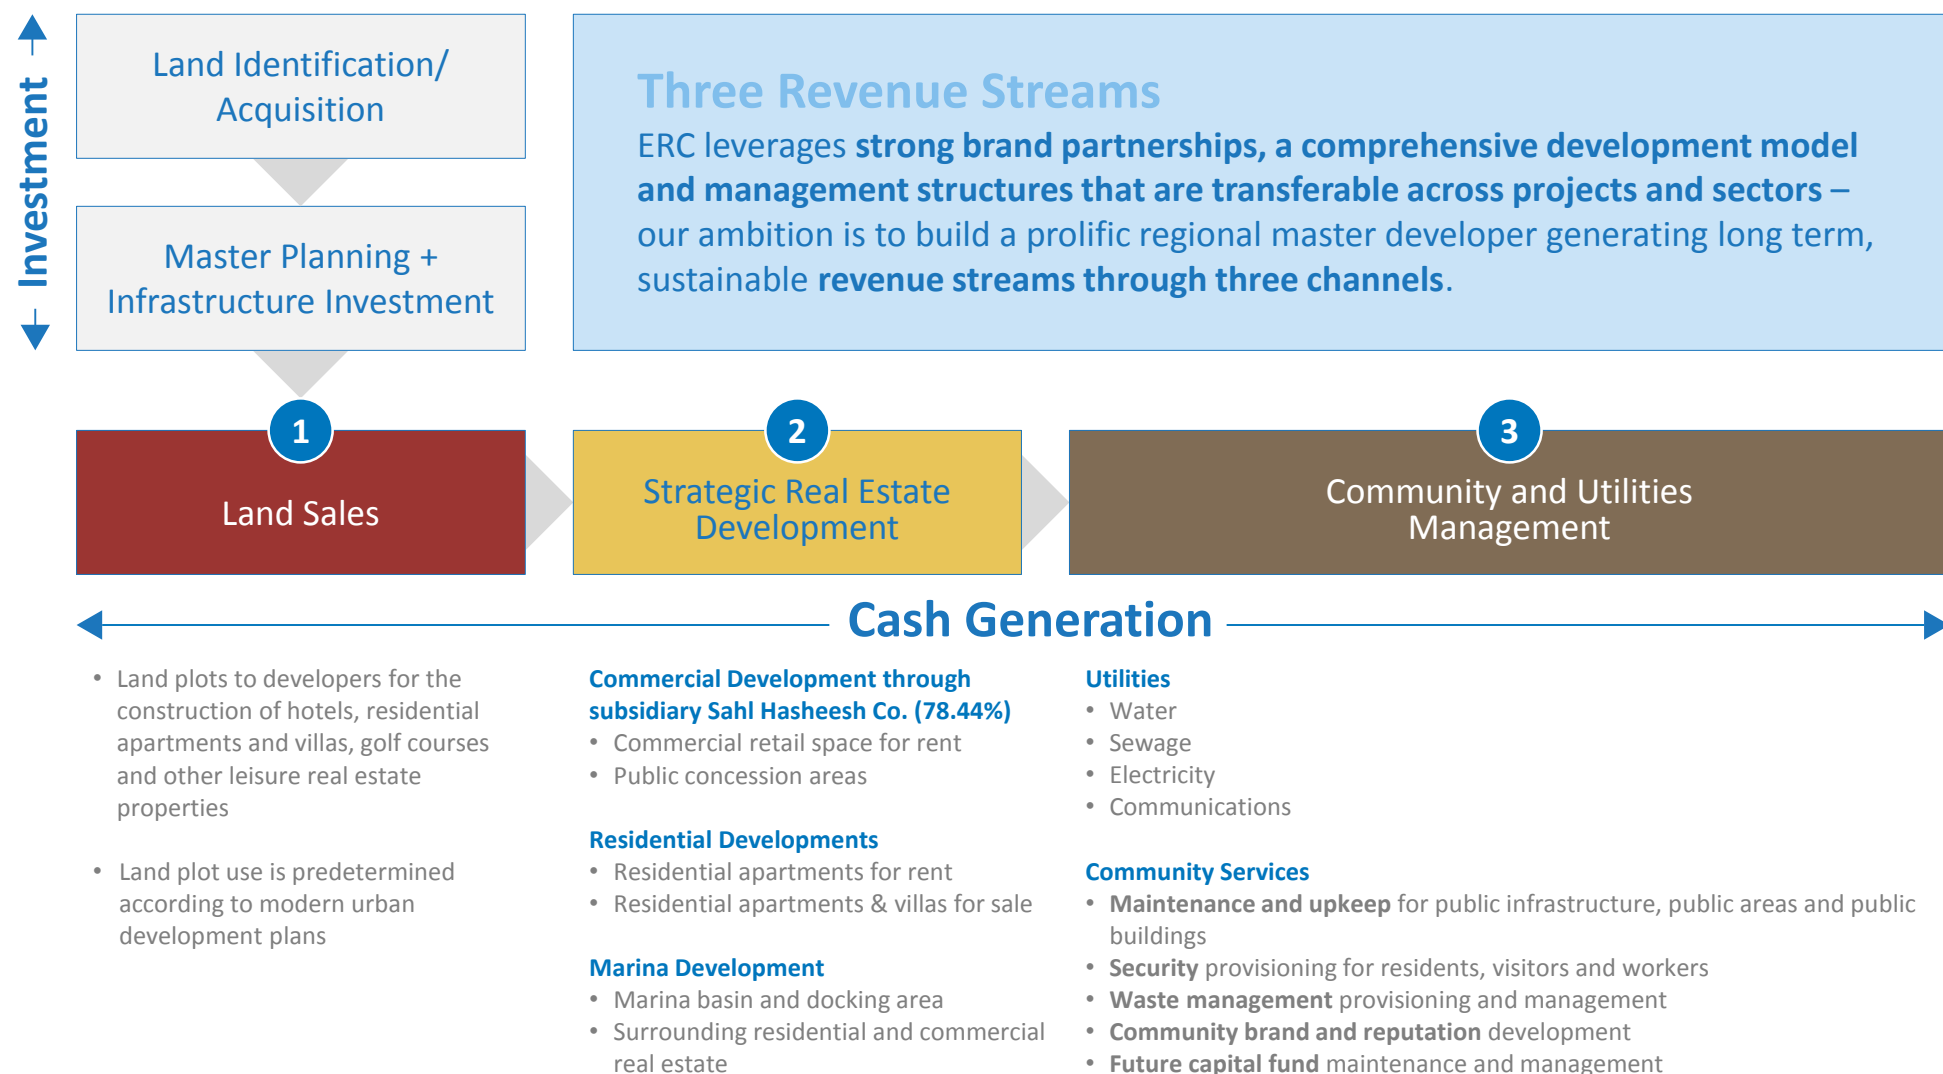 Investment
Land Identification/
Acquisition
Master Planning +
Infrastructure Investment
Three Revenue Streams
ERC leverages strong brand partnerships, a comprehensive development model
and management structures that are transferable across projects and sectors –
our ambition is to build a prolific regional master developer generating long term,
sustainable revenue streams through three channels.
1
Land Sales
2
Strategic Real Estate
Development
3
Community and Utilities
Management
Cash Generation
• Land plots to developers for the
construction of hotels, residential
apartments and villas, golf courses
and other leisure real estate
properties
• Land plot use is predetermined
according to modern urban
development plans
Commercial Development through
subsidiary Sahl Hasheesh Co. (78.44%)
• Commercial retail space for rent
• Public concession areas
Residential Developments
• Residential apartments for rent
• Residential apartments & villas for sale
Marina Development
• Marina basin and docking area
• Surrounding residential and commercial
real estate
Utilities
• Water
• Sewage
• Electricity
• Communications
Community Services
• Maintenance and upkeep for public infrastructure, public areas and public
buildings
• Security provisioning for residents, visitors and workers
• Waste management provisioning and management
• Community brand and reputation development
• Future capital fund maintenance and management